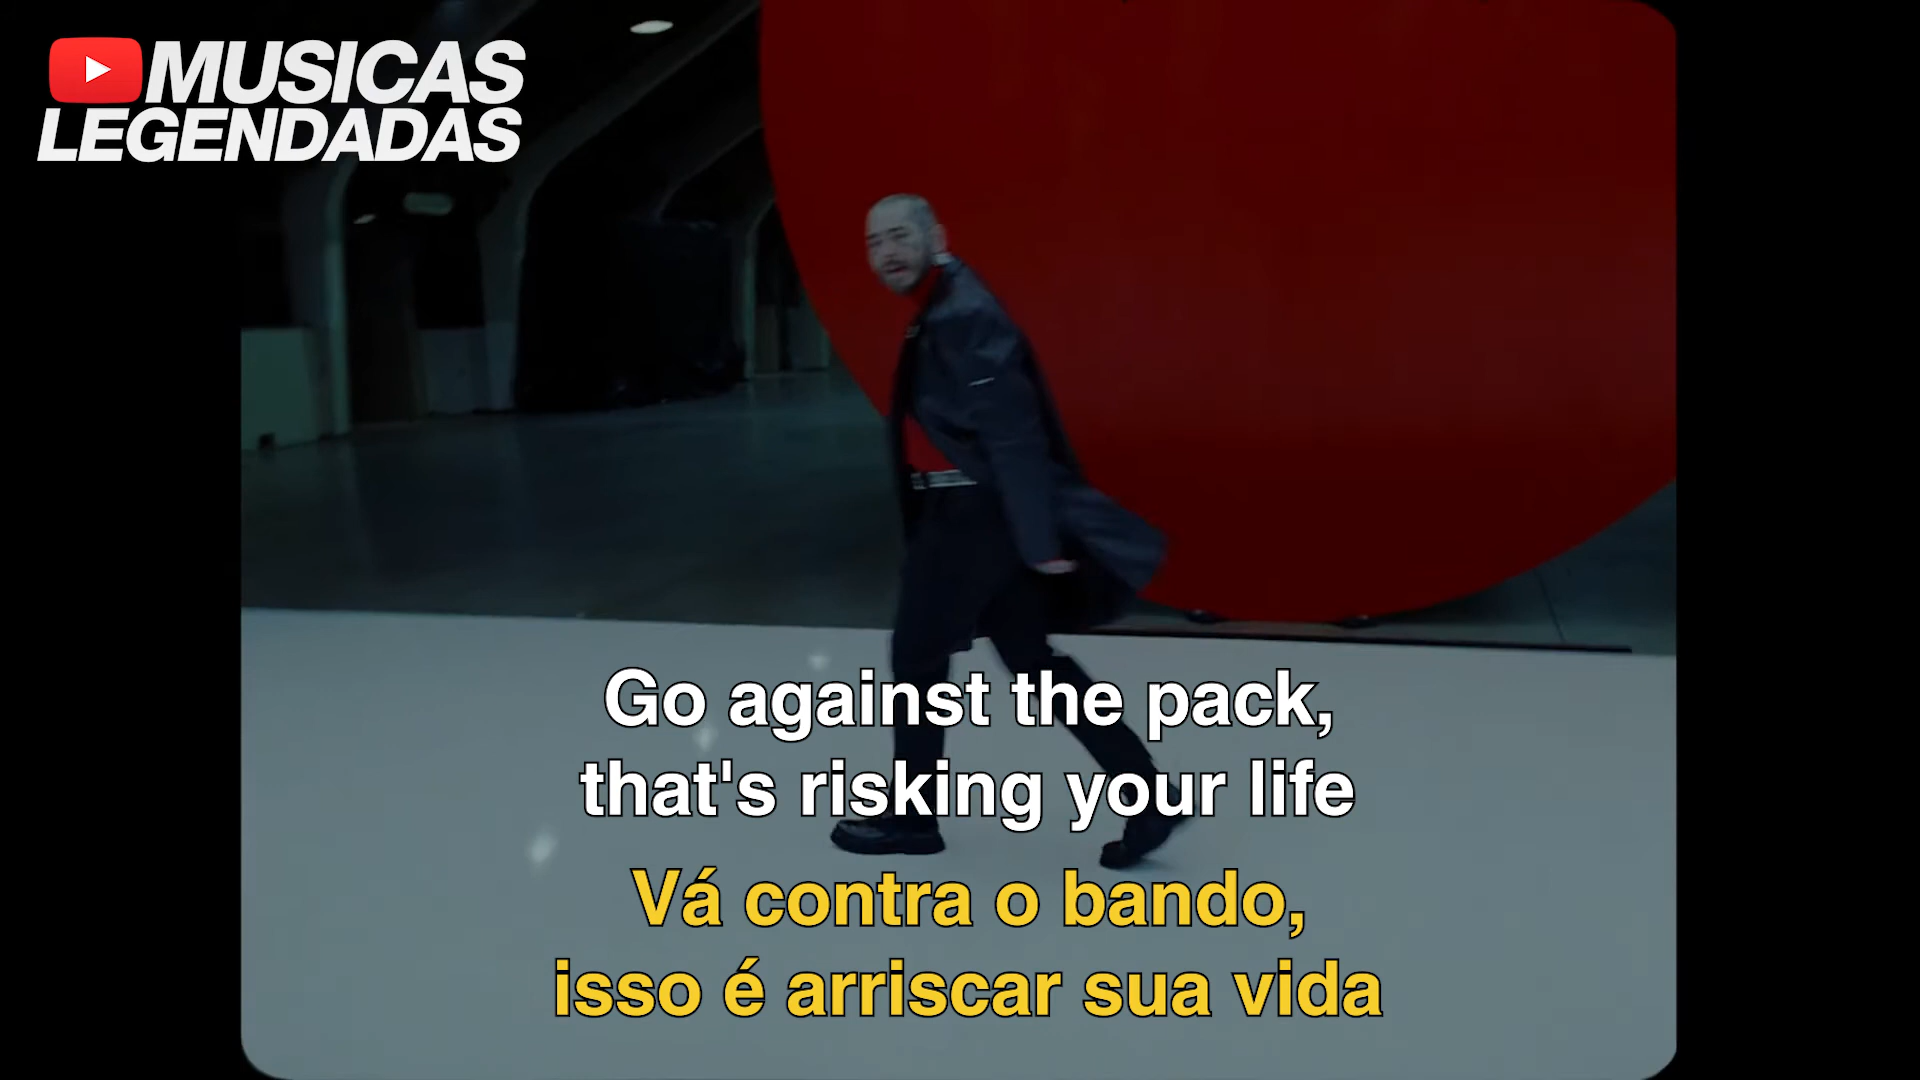 MUSICAS
LEGENDADAS
Go against the pack,
that's risking your life
Vá contra o bando,
isso é arriscar sua vida